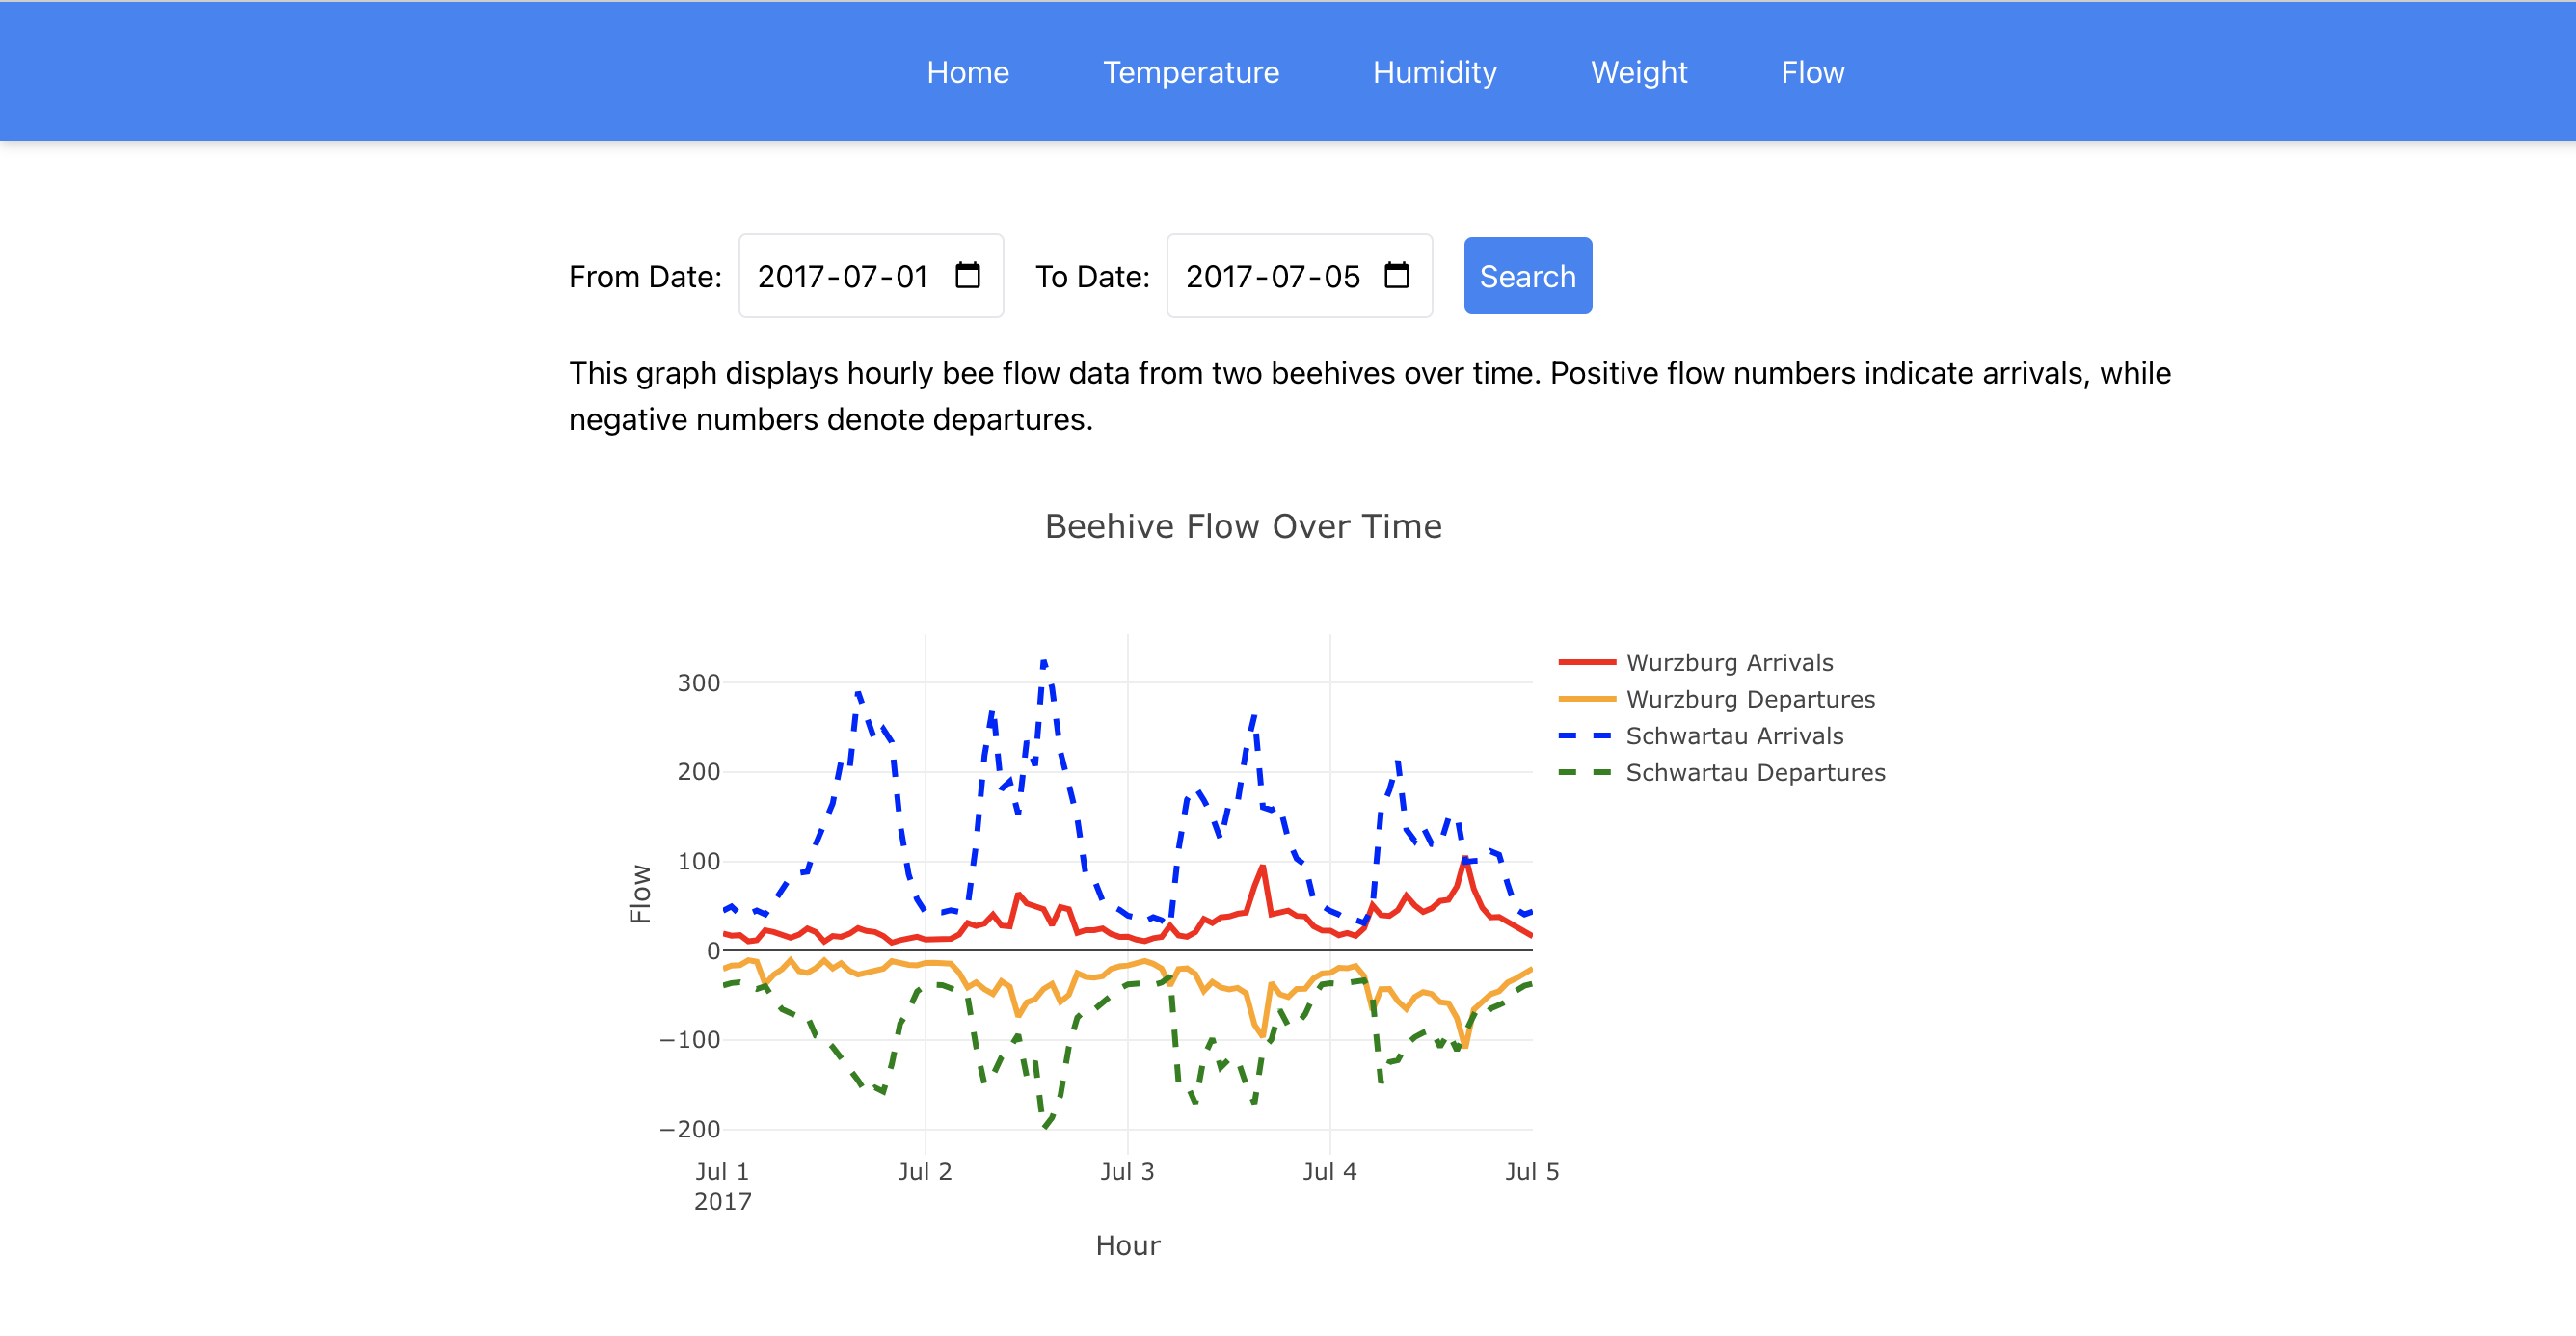 Home Temperature Humidity Weight Flow
From Date: 2017-07-01 To Date: 2017-07-05 Search
This graph displays hourly bee flow data from two beehives over time. Positive flow numbers indicate arrivals, while
negative numbers denote departures.
Beehive Flow Over Time
Wurzburg Arrivals
Wurzburg Departures
Schwartau Arrivals
Schwartau Departures
300
200
100
0
−100
−200
Flow
Jul 1 Jul 2 Jul 3 Jul 4 Jul 5
2017
Hour